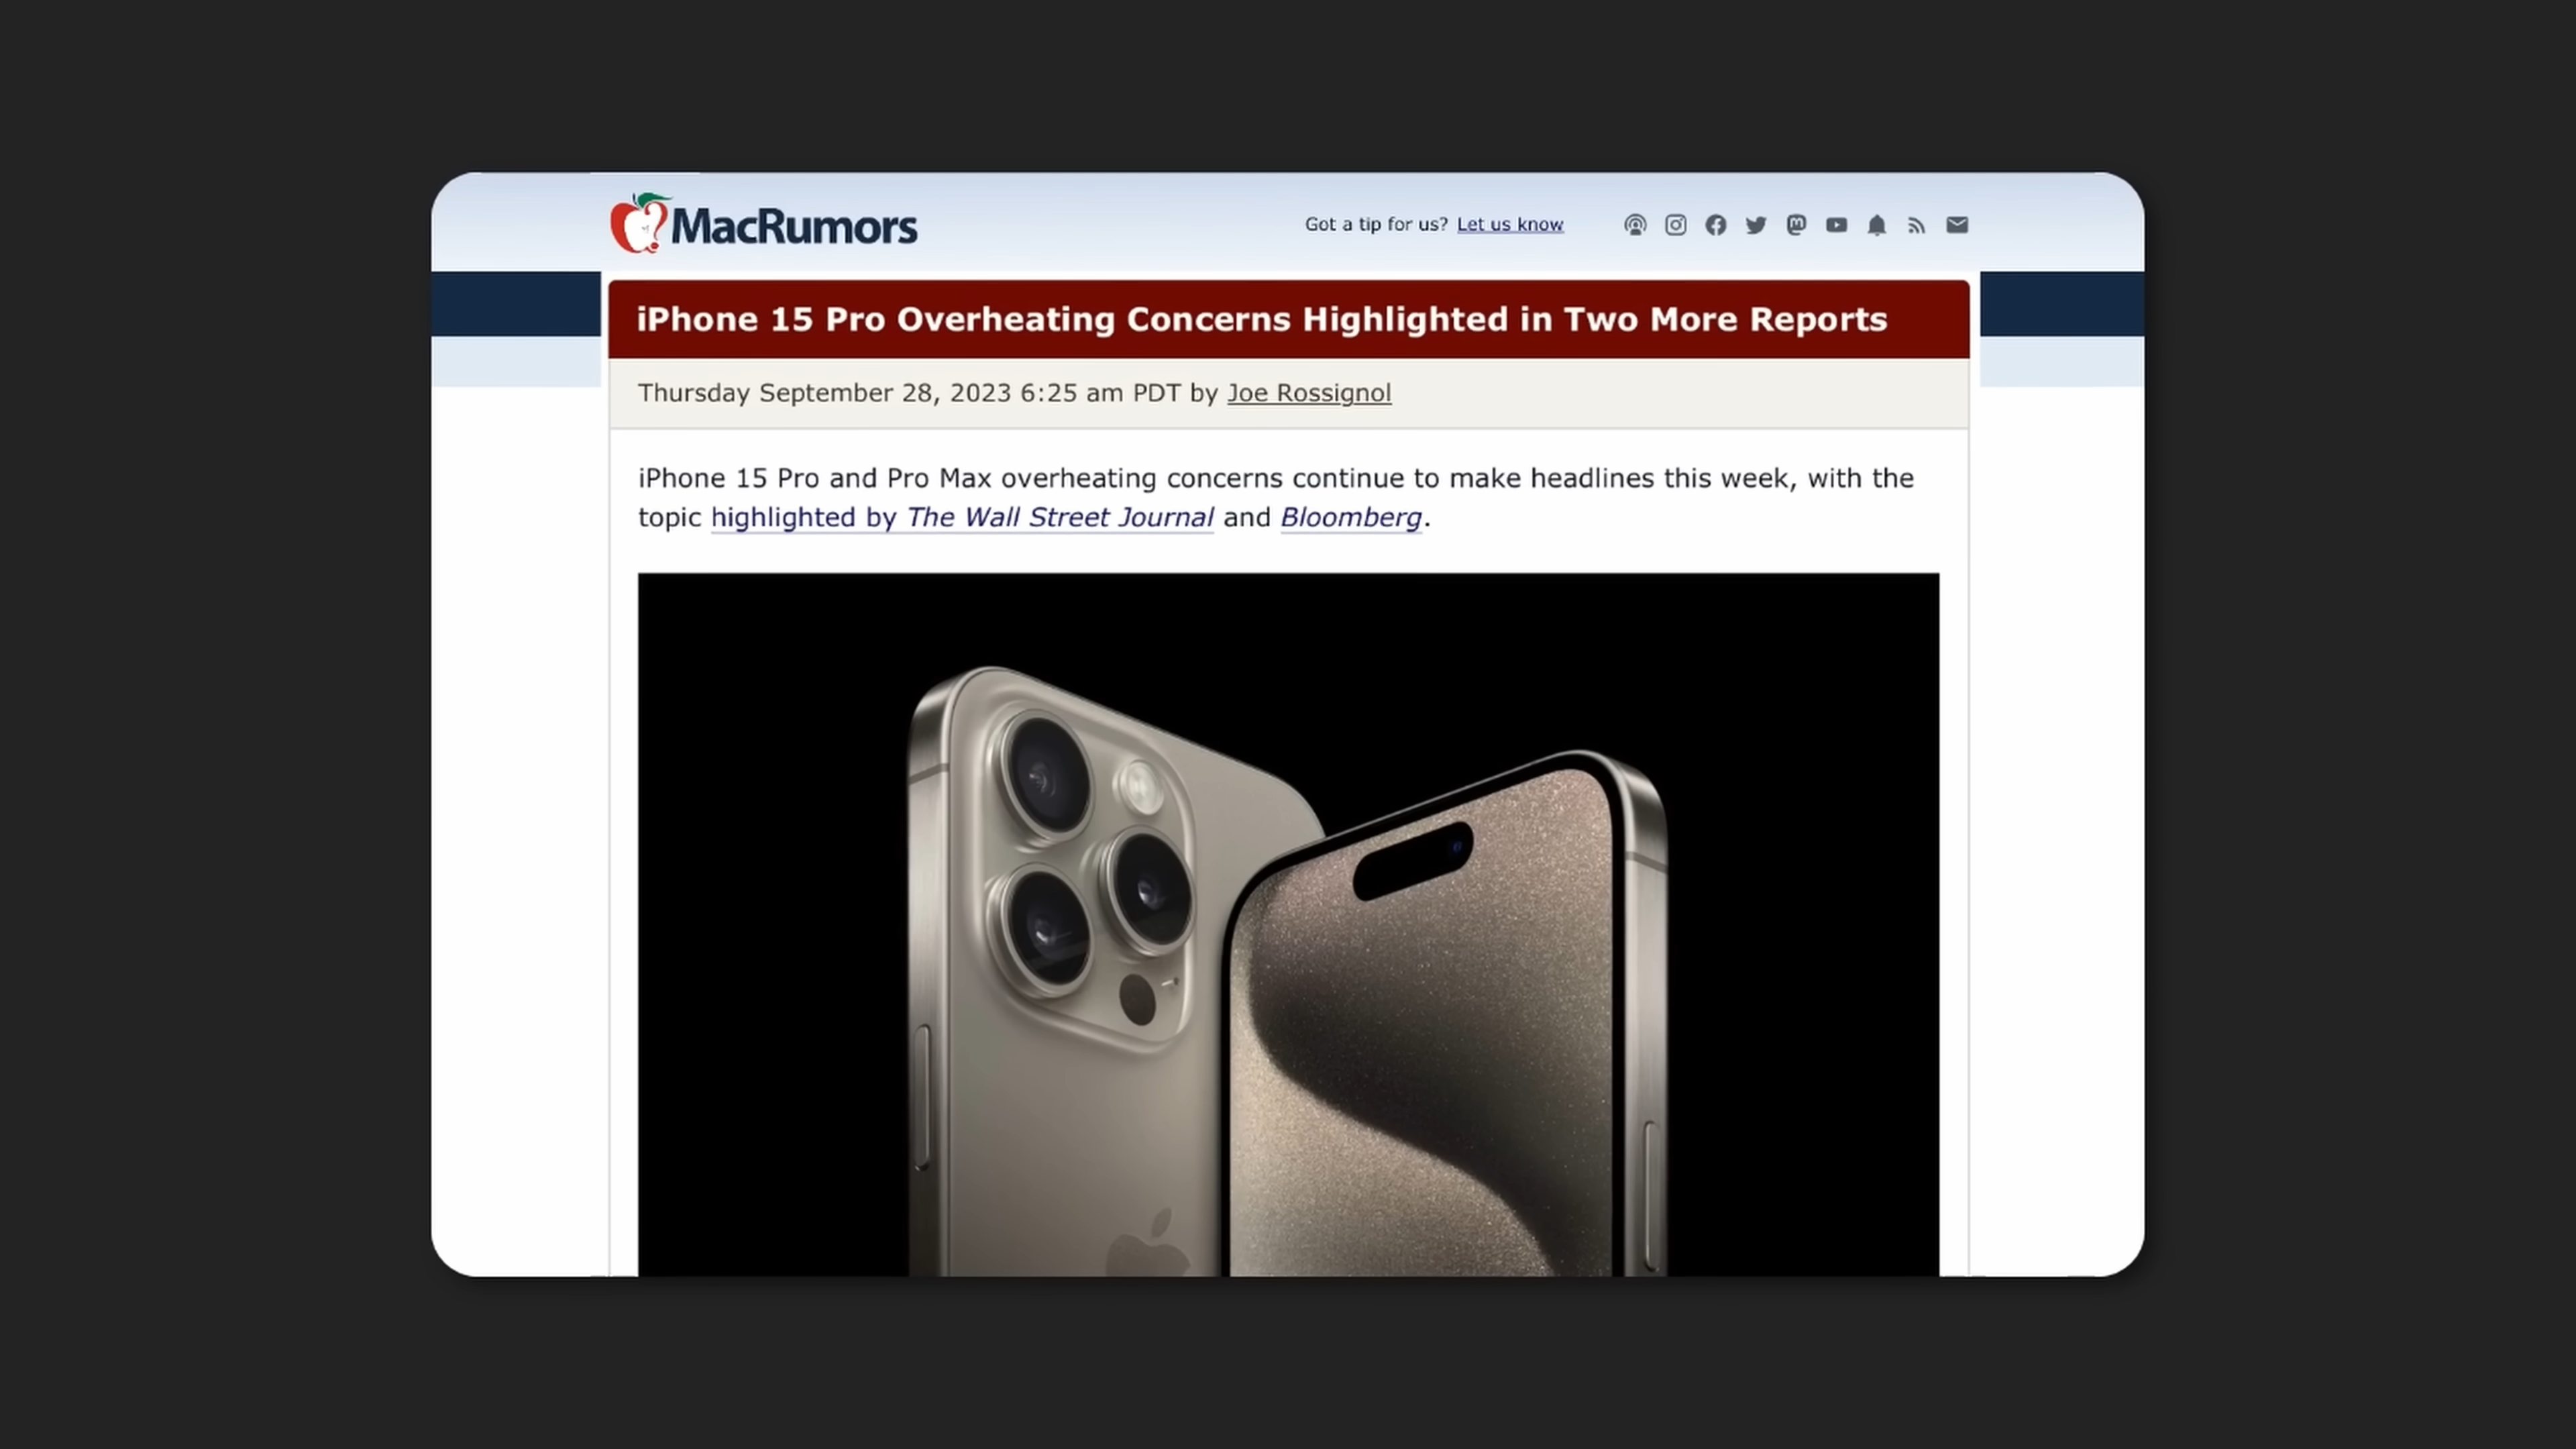 MacRumors
Got a tip for us? Let us know
iPhone 15 Pro Overheating Concerns Highlighted in Two More Reports
Thursday September 28, 2023 6:25 am PDT by Joe Rossignol
iPhone 15 Pro and Pro Max overheating concerns continue to make headlines this week, with the
topic highlighted by The Wall Street Journal and Bloomberg.